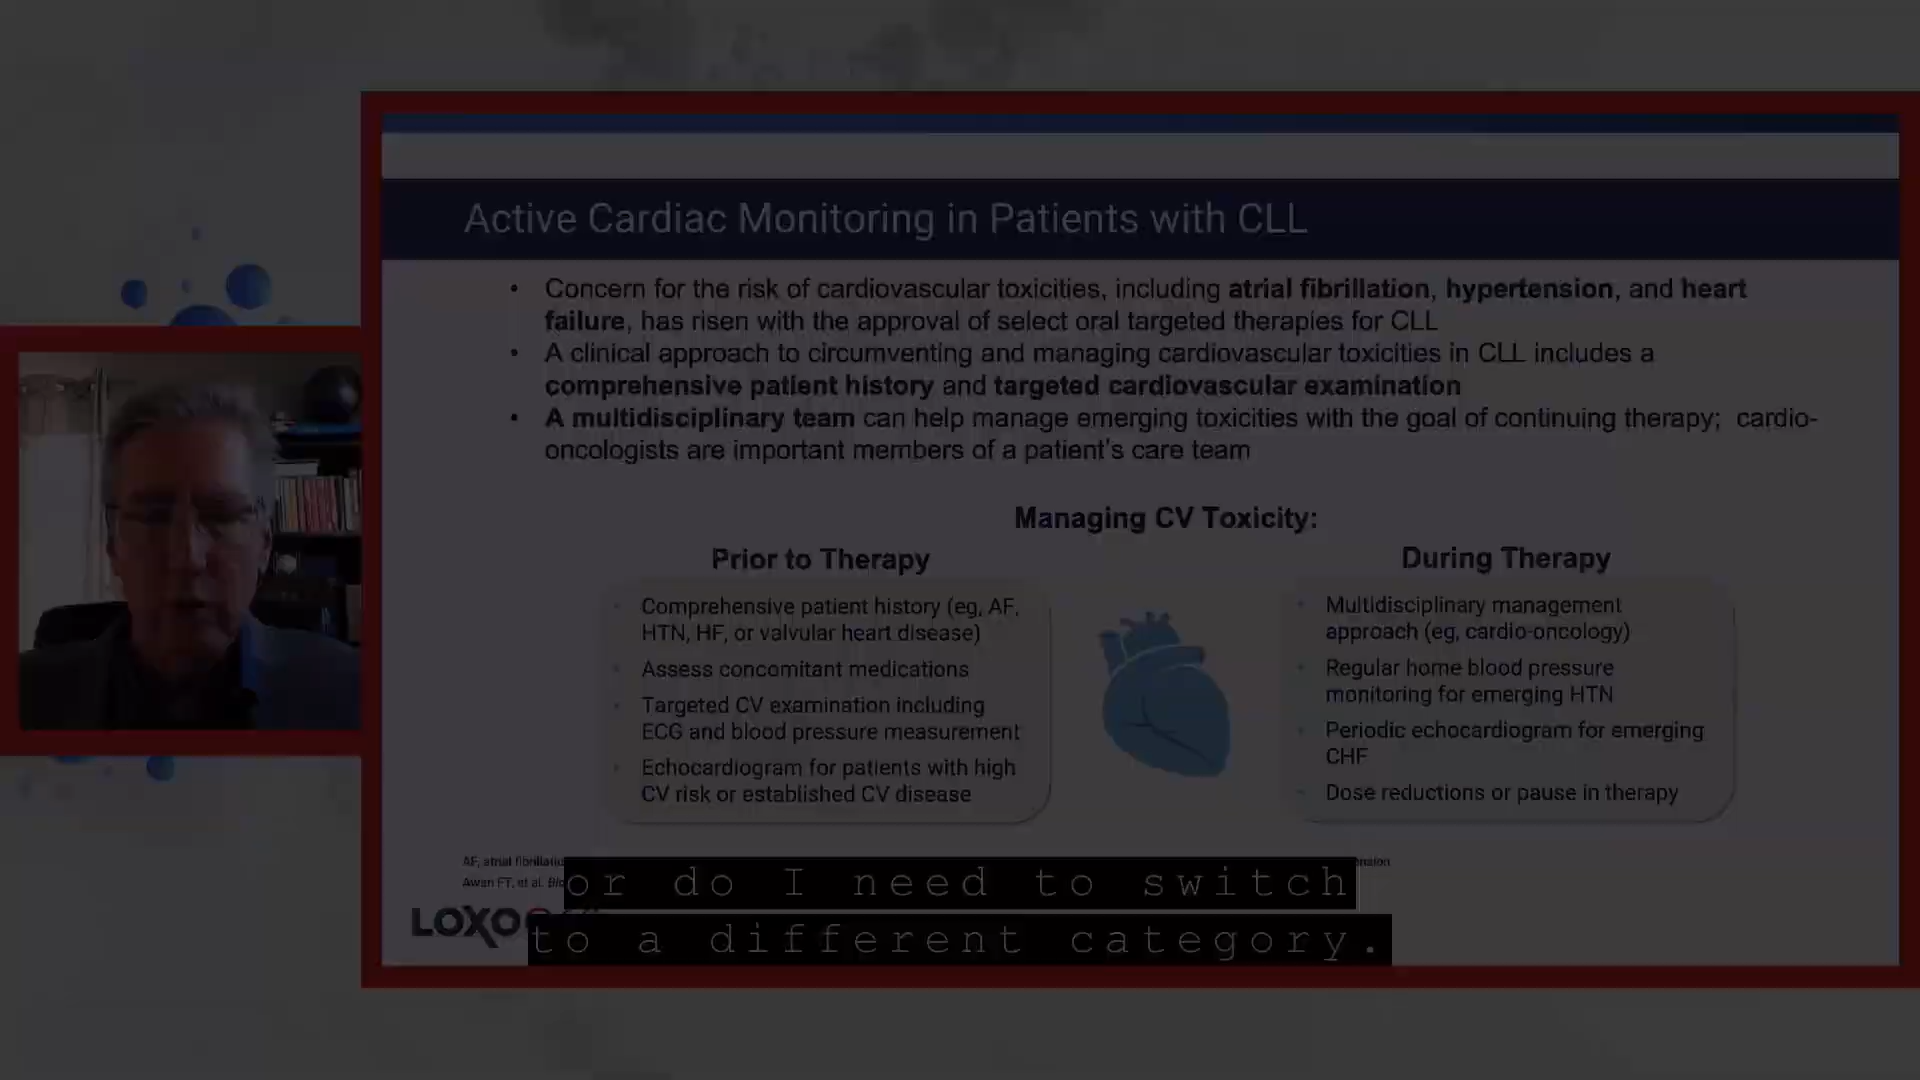 Active Cardiac Monitoring in Patients with CLL
• Concern for the risk of cardiovascular toxicities, including atrial fibrillation, hypertension, and heart
failure, has risen with the approval of select oral targeted therapies for CLL
• A clinical approach to circumventing and managing cardiovascular toxicities in CLL includes a
comprehensive patient history and targeted cardiovascular examination
• A multidisciplinary team can help manage emerging toxicities with the goal of continuing therapy; cardio-
oncologists are important members of a patient's care team
Managing CV Toxicity:
Prior to Therapy
• Comprehensive patient history (eg, AF,
HTN, HF, or valvular heart disease)
• Assess concomitant medications
• Targeted CV examination including
ECG and blood pressure measurement
• Echocardiogram for patients with high
CV risk or established CV disease
During Therapy
• Multidisciplinary management
approach (eg, cardio-oncology)
• Regular home blood pressure
monitoring for emerging HTN
• Periodic echocardiogram for emerging
CHF
• Dose reductions or pause in therapy
AF, atrial
Awan FT, et al.
LOXO
or do I need to switch
to a different category.